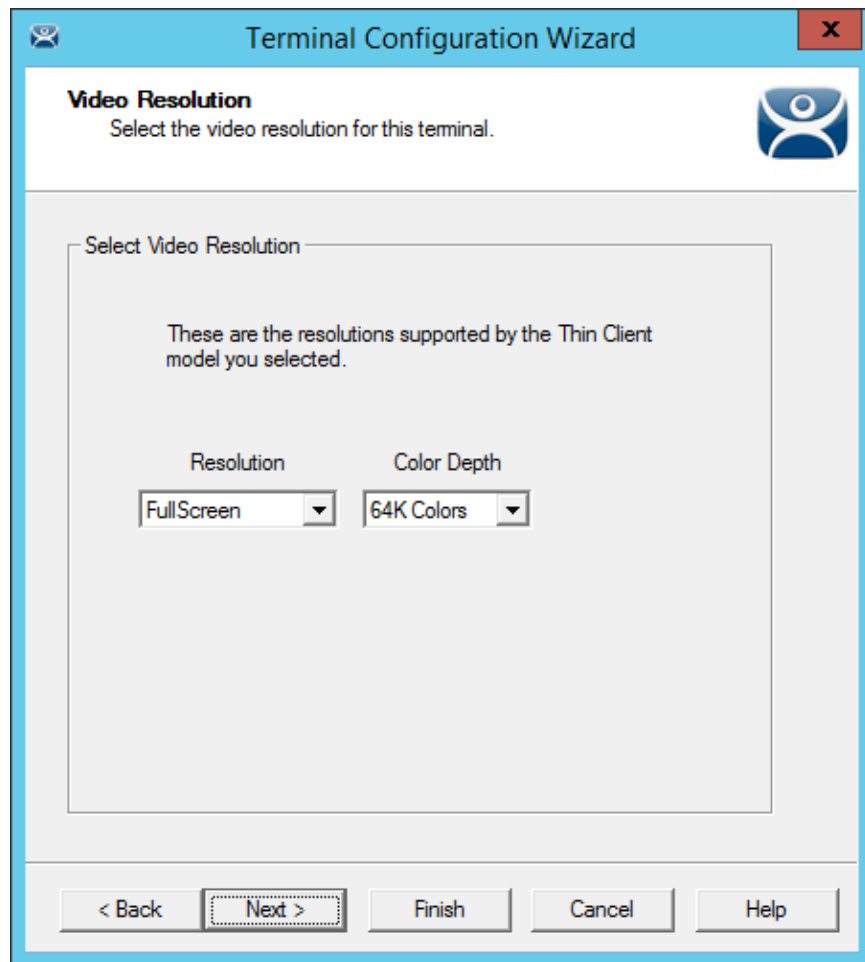 Terminal Configuration Wizard
x
Video Resolution
Select the video resolution for this terminal.
Select Video Resolution
These are the resolutions supported by the Thin Client
model you selected.
Resolution Color Depth
FullScreen 64K Colors
< Back Next > Finish Cancel Help